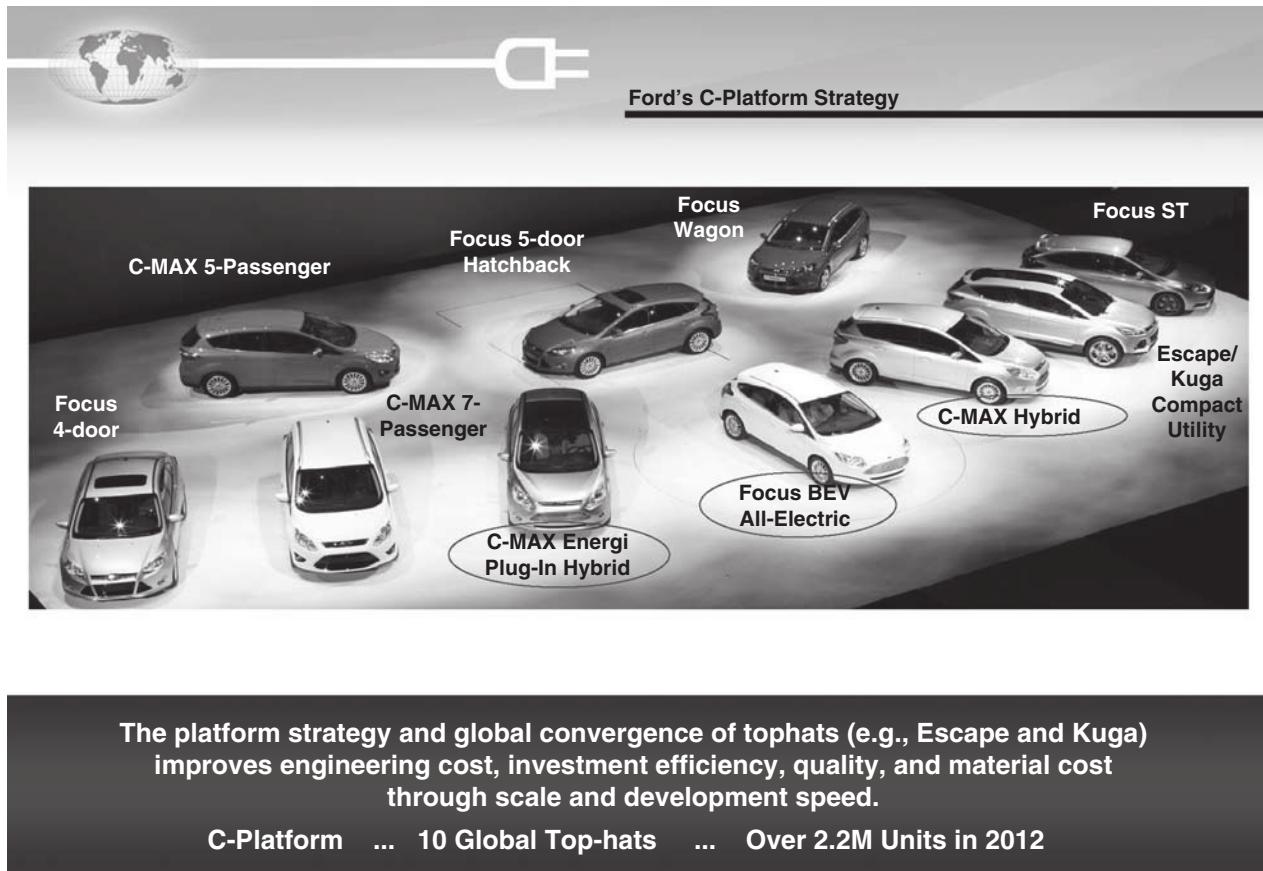 Ford’s C-Platform Strategy
Focus
Wagon
Focus ST
Focus 5-door
Hatchback
C-MAX 5-Passenger
Escape/
Kuga
Compact
Utility
Focus
4-door
C-MAX 7-
Passenger
C-MAX Hybrid
Focus BEV
All-Electric
C-MAX Energi
Plug-In Hybrid
The platform strategy and global convergence of tophats (e.g., Escape and Kuga)
improves engineering cost, investment efficiency, quality, and material cost
through scale and development speed.
C-Platform ... 10 Global Top-hats ... Over 2.2M Units in 2012